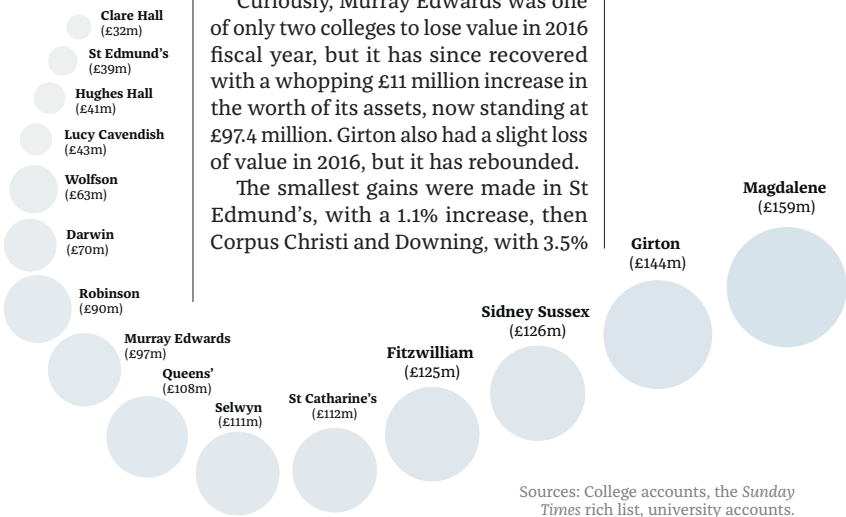 Clare Hall
(£32m)
St Edmund's
(£39m)
Hughes Hall
(£41m)
Lucy Cavendish
(£43m)
Wolfson
(£63m)
Darwin
(£70m)
Robinson
(£90m)
Murray Edwards
(£97m)
Queens'
(£108m)
Selwyn
(£111m)
St Catharine's
(£112m)
Fitzwilliam
(£125m)
Sidney Sussex
(£126m)
Girton
(£144m)
Magdalene
(£159m)
Curiously, Murray Edwards was one
of only two colleges to lose value in 2016
fiscal year, but it has since recovered
with a whopping £11 million increase in
the worth of its assets, now standing at
£97.4 million. Girton also had a slight loss
of value in 2016, but it has rebounded.
The smallest gains were made in St
Edmund's, with a 1.1% increase, then
Corpus Christi and Downing, with 3.5%
Sources: College accounts, the Sunday
Times rich list, university accounts.